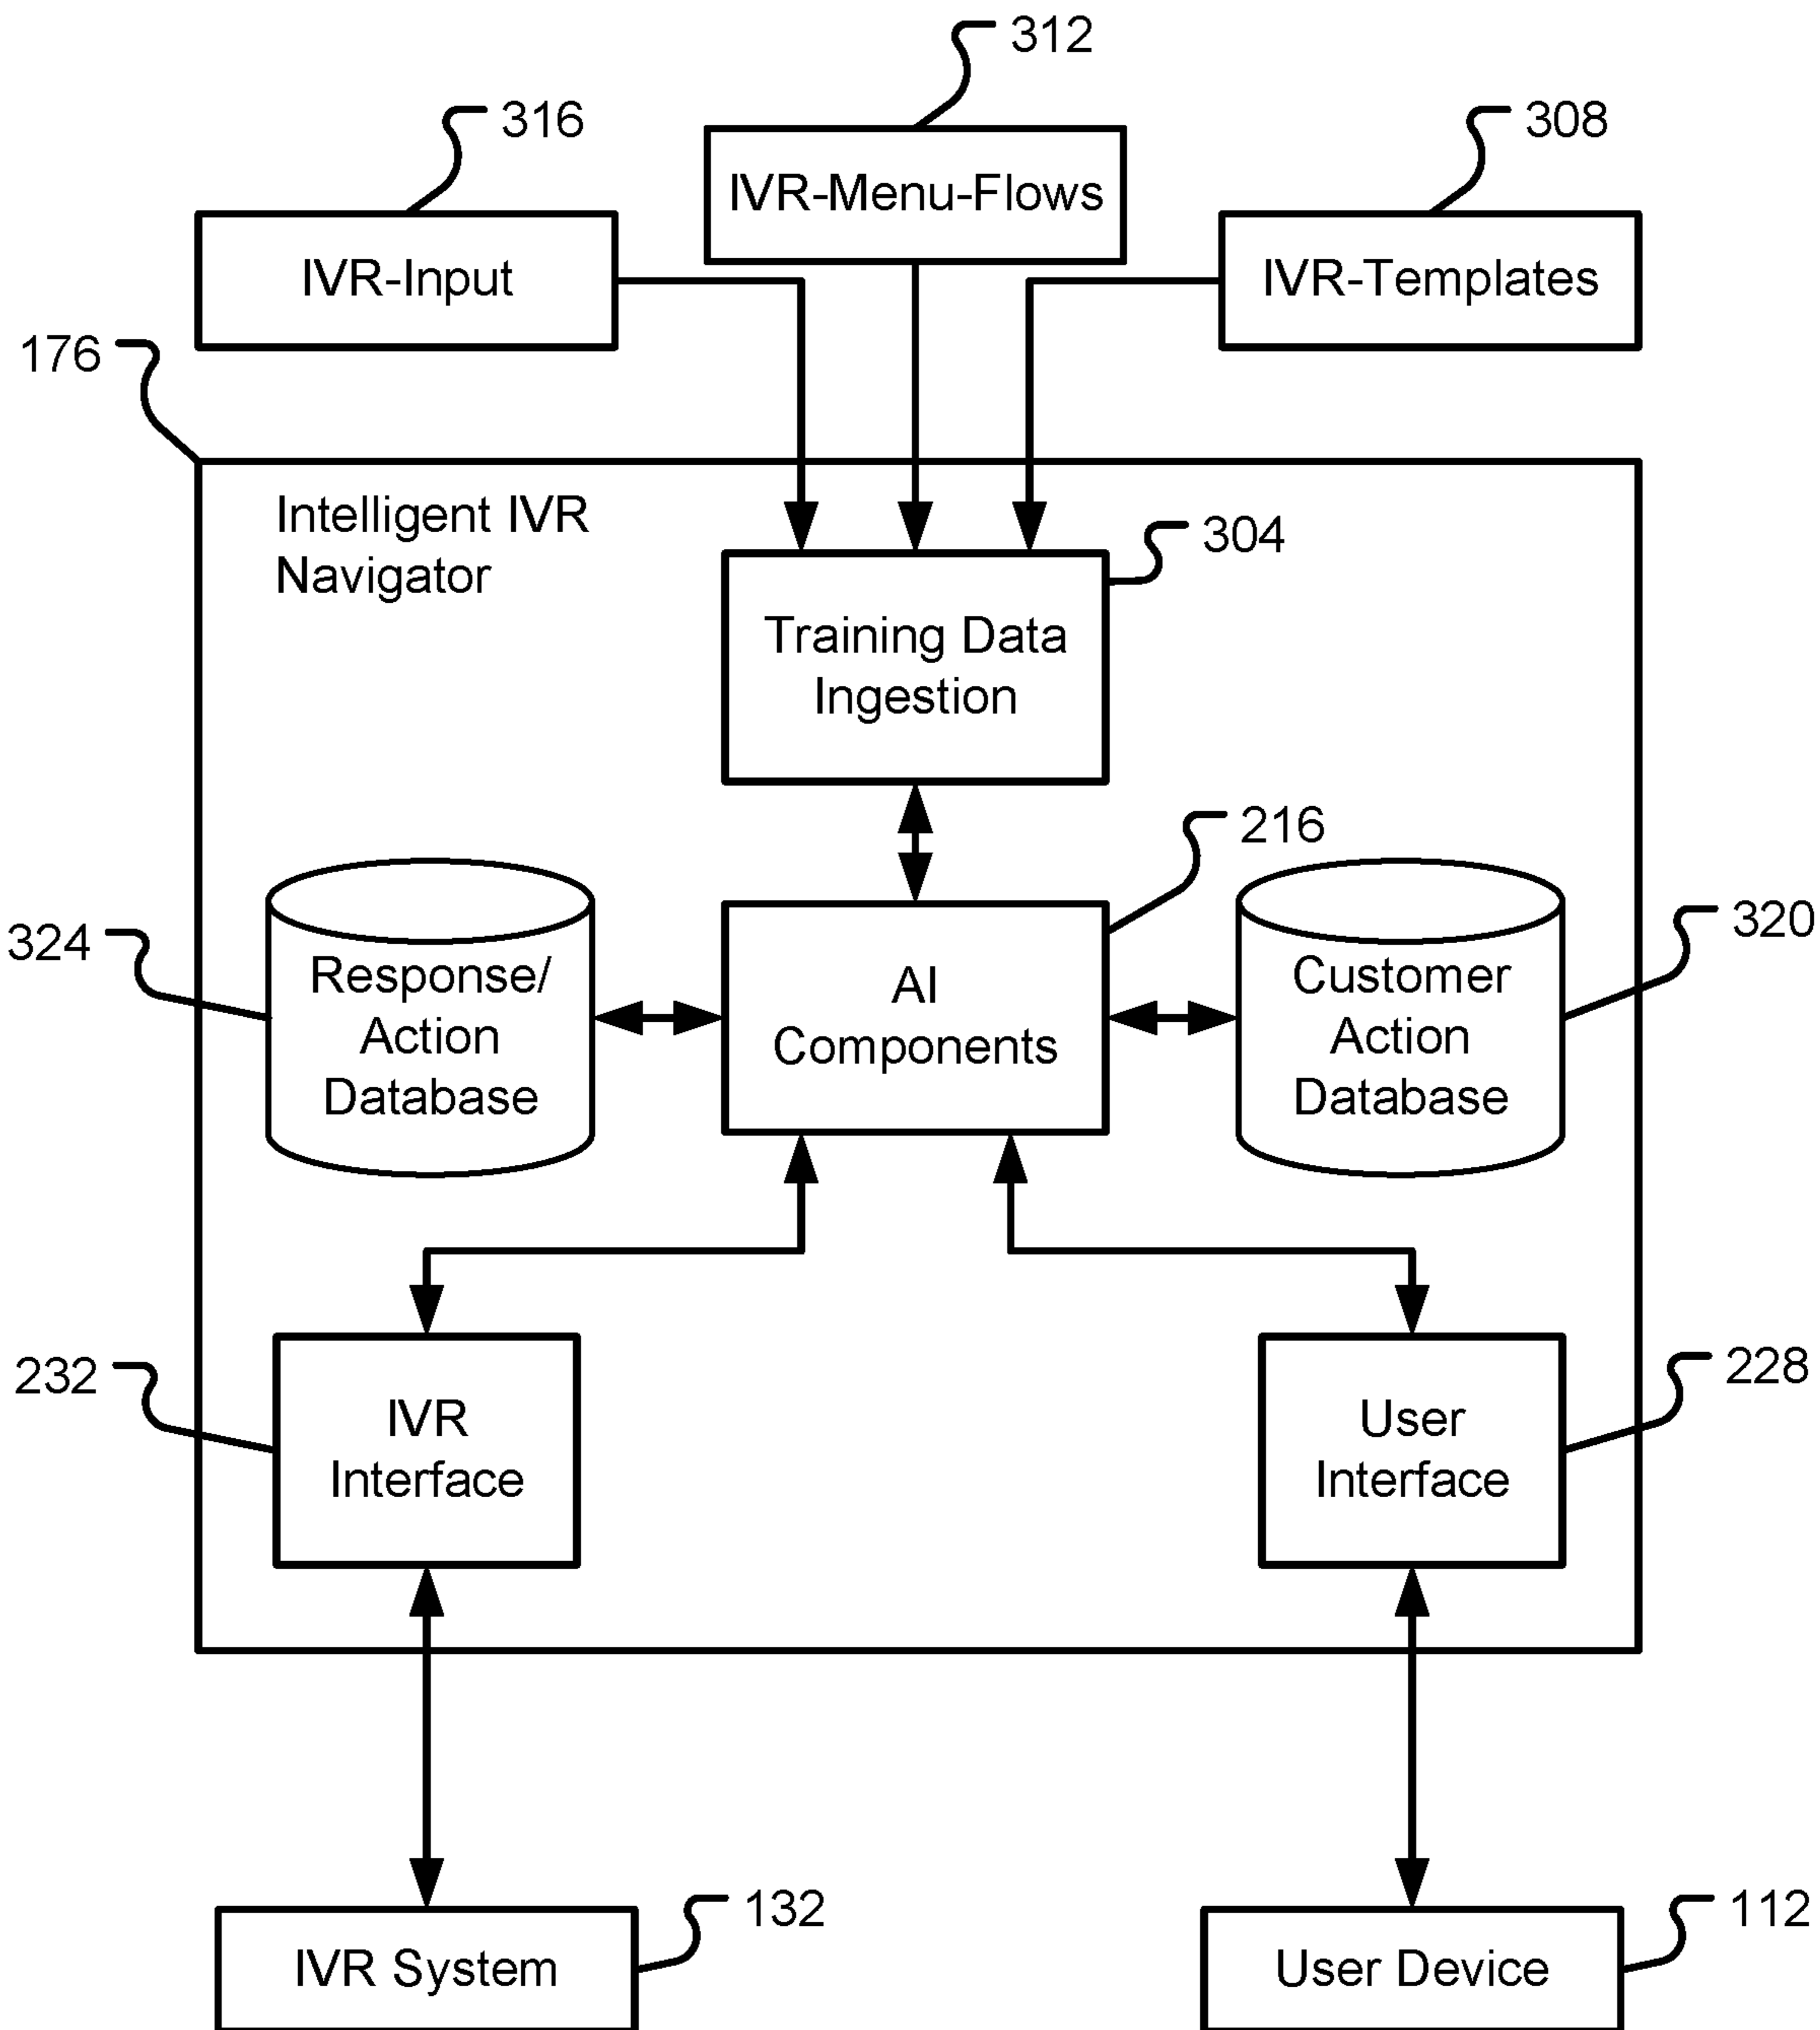 312
316
308
IVR-Menu-Flows
IVR-Input
IVR-Templates
176
Intelligent IVR
Navigator
304
Training Data
Ingestion
216
324
320
Response/
Action
Database
AI
Components
Customer
Action
Database
232
228
IVR
Interface
User
Interface
132
112
IVR System
User Device